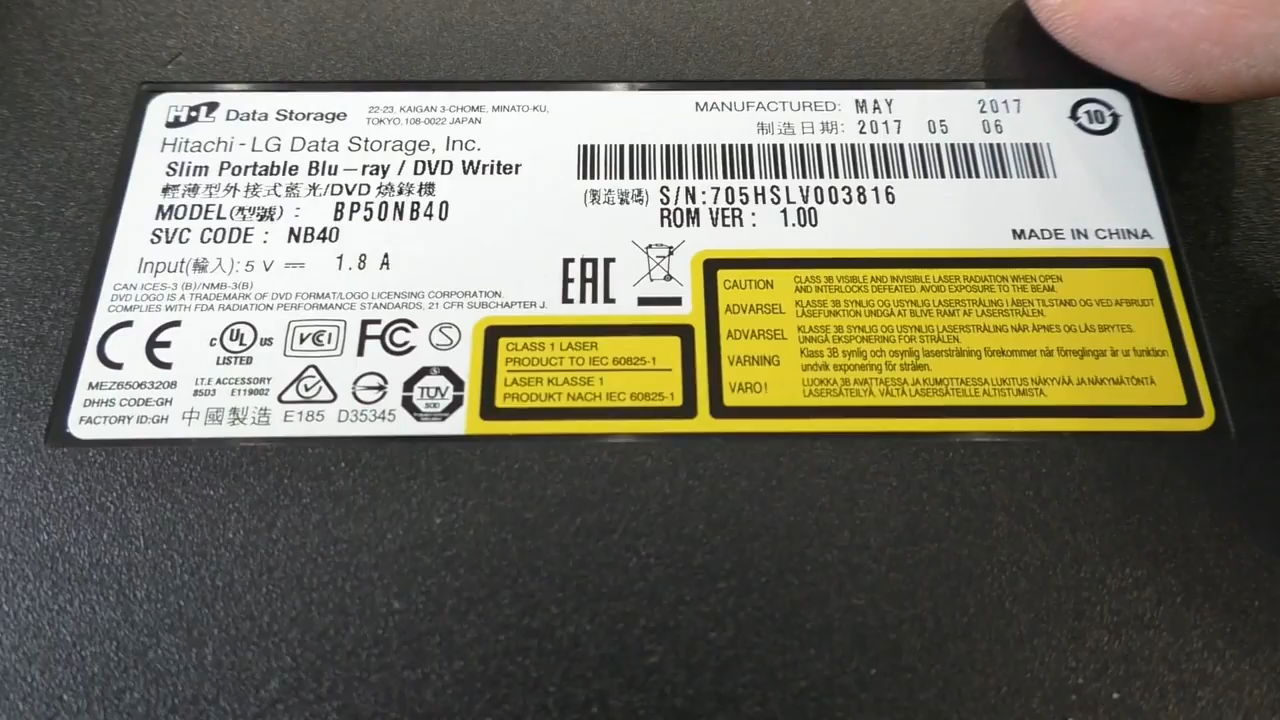 H·L Data Storage
22-23, KAIGAN 3-CHOME, MINATO-KU,
TOKYO, 108-0022 JAPAN
Hitachi-LG Data Storage, Inc.
Slim Portable Blu-ray / DVD Writer
輕薄型外接式藍光/DVD 燒錄機
MODEL(型號) : BP50NB40
SVC CODE : NB40
Input(輸入): 5 V ⎓ 1.8 A
CAN ICES-3 (B)/NMB-3(B)
DVD LOGO IS A TRADEMARK OF DVD FORMAT/LOGO LICENSING CORPORATION.
COMPLIES WITH FDA RADIATION PERFORMANCE STANDARDS, 21 CFR SUBCHAPTER J.
MANUFACTURED: MAY 2017
制造日期: 2017 05 06
10
(製造號碼) S/N:705HSLV003816
ROM VER : 1.00
MADE IN CHINA
EAC
CE
C UL US
LISTED
VCI
FC
S
MEZ65063208
DHHS CODE:GH
FACTORY ID:GH
I.T.E ACCESSORY
85D3 E119002
中國製造
E185
D35345
TÜV
CLASS 1 LASER
PRODUCT TO IEC 60825-1
LASER KLASSE 1
PRODUKT NACH IEC 60825-1
CAUTION CLASS 3B VISIBLE AND INVISIBLE LASER RADIATION WHEN OPEN
AND INTERLOCKS DEFEATED. AVOID EXPOSURE TO THE BEAM.
ADVARSEL KLASSE 3B SYNLIG OG USYNLIG LASERSTRÅLING I ÅBEN TILSTAND OG VED AFBRUDT
LÅSEFUNKTION UNDGÅ AT BLIVE RAMT AF LASERSTRÅLEN.
ADVARSEL KLASSE 3B SYNLIG OG USYNLIG LASERSTRÅLING NÅR ÅPNES OG LÅS BRYTES.
UNNGÅ EKSPONERING FOR STRÅLEN.
VARNING Klass 3B synlig och osynlig laserstrålning förekommer når förreglingar är ur funktion
undvik exponering för strålen.
VARO! LUOKKA 3B AVATTAESSA JA KUMOTTAESSA LUKITUS NÄKYVÄÄ JA NÄKYMÄTÖNTÄ
LASERSÄTEILYÄ. VÄLTÄ LASERSÄTEILLE ALTISTUMISTA.